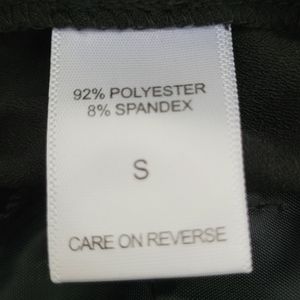 92% POLYESTER
8% SPANDEX
S
CARE ON REVERSE